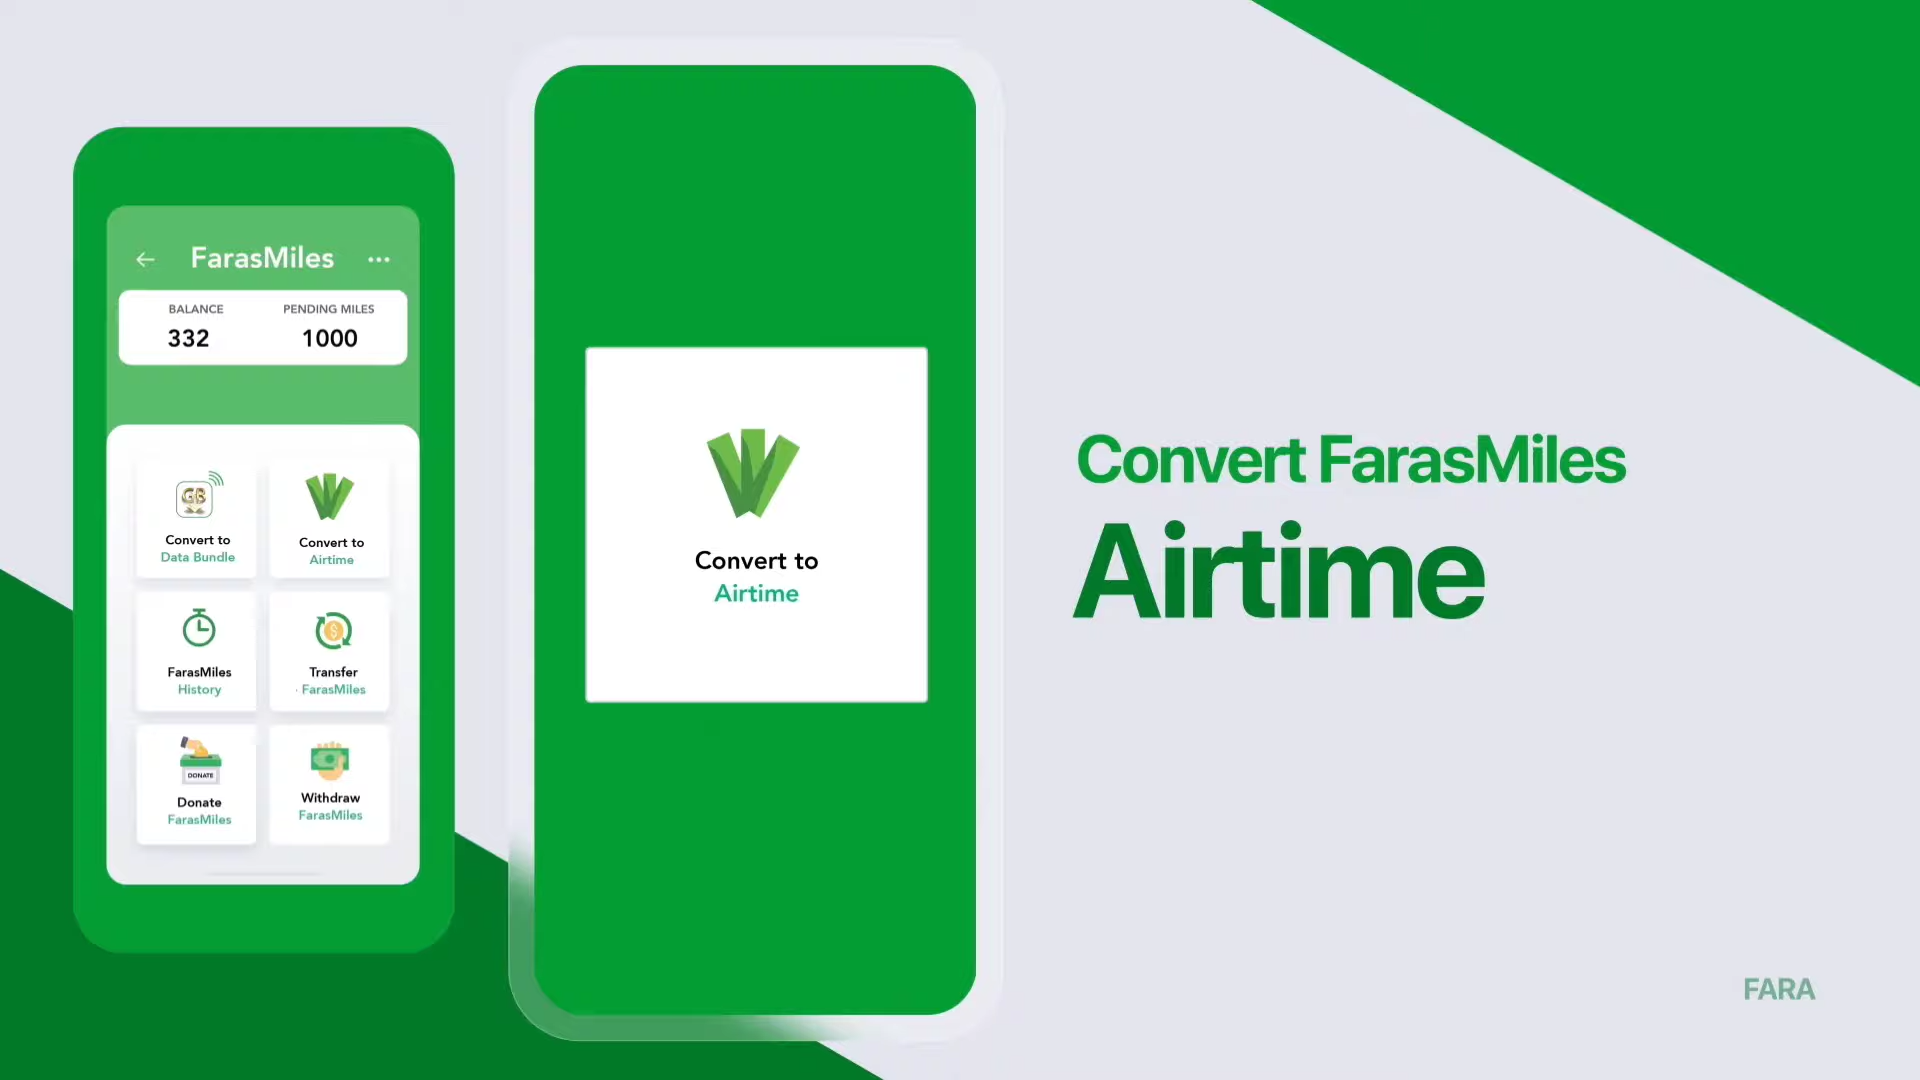 FarasMiles
BALANCE PENDING MILES
332 1000
Convert to
Data Bundle
Convert to
Airtime
FarasMiles
History
Transfer
· FarasMiles
DONATE
Donate
FarasMiles
Withdraw
FarasMiles
GB
Convert to
Airtime
Convert FarasMiles
Airtime
FARA